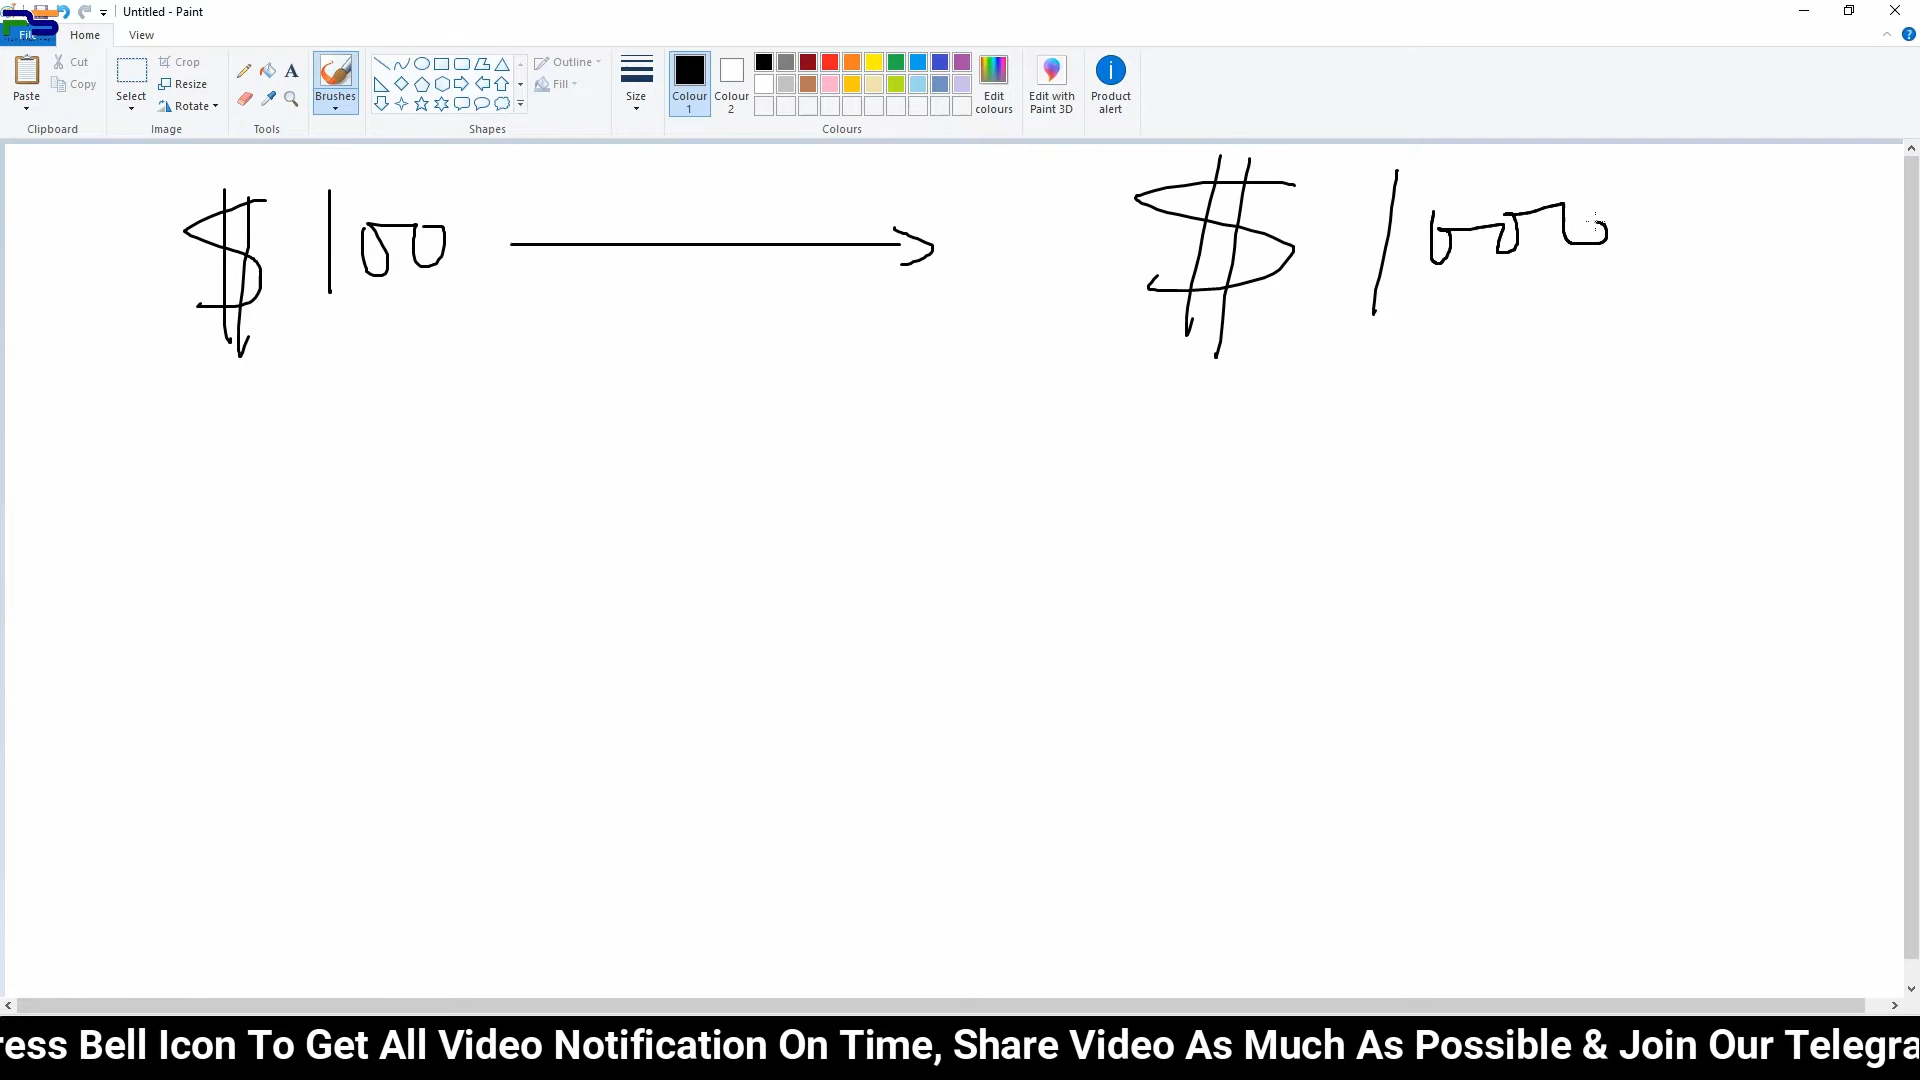 Untitled - Paint
File Home View
Paste Cut Copy
Clipboard
Select Crop Resize Rotate
Image
Tools
Brushes
Shapes
Outline Fill
Size
Colour 1 Colour 2
Edit colours
Colours
Edit with Paint 3D
Product alert
$ 100 $ 1000
ress Bell Icon To Get All Video Notification On Time, Share Video As Much As Possible & Join Our Telegra